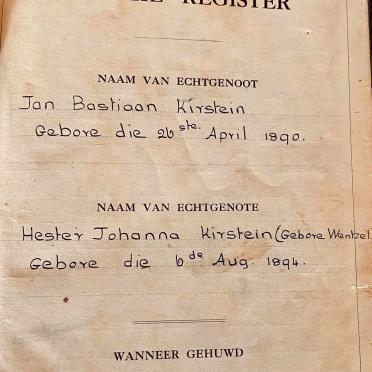 REGISTER
NAAM VAN ECHTGENOOT
Jan Bastiaan Kirstein
Gebore die 26ste. April 1890.
NAAM VAN ECHTGENOTE
Hester Johanna Kirstein (Gebore Wentzel
Gebore die 6de Aug. 1894.
WANNEER GEHUWD